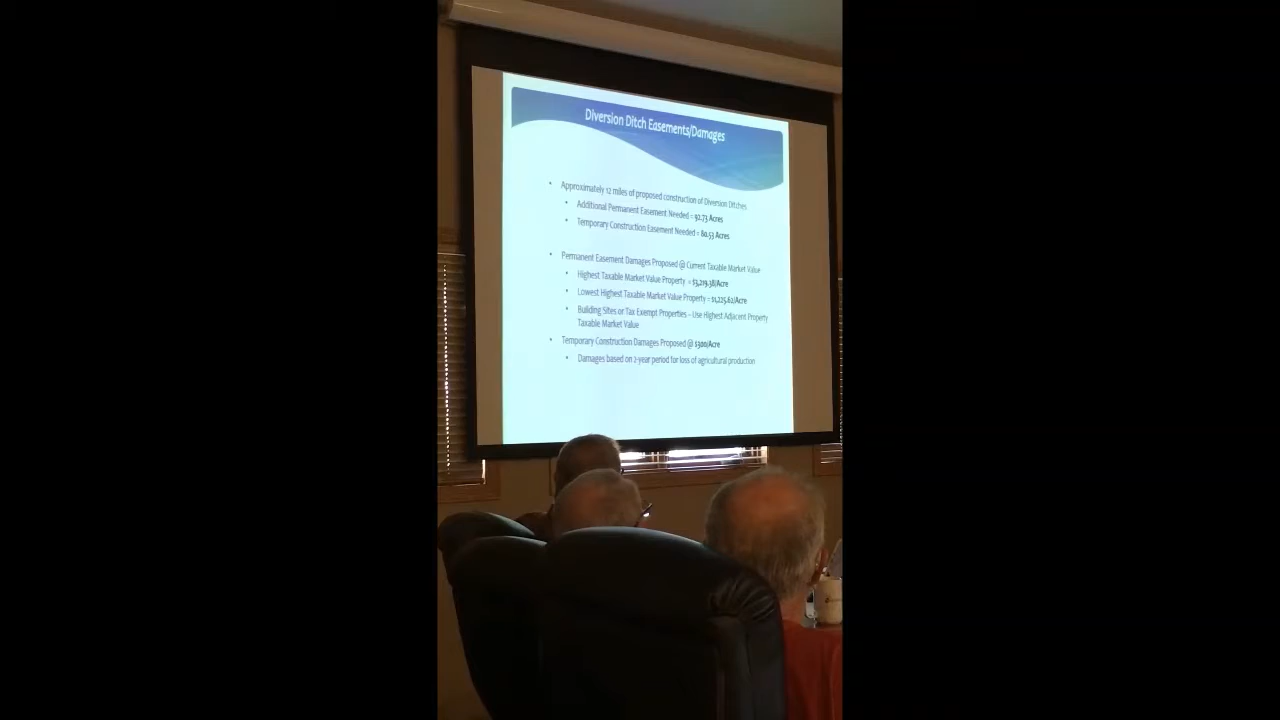 Diversion Ditch Easements/Damages
• Approximately 12 miles of proposed construction of Diversion Ditches
• Additional Permanent Easement Needed = 92.73 Acres
• Temporary Construction Easement Needed = 80.53 Acres
• Permanent Easement Damages Proposed @ Current Taxable Market Value
• Highest Taxable Market Value Property = $3,219.38/Acre
• Lowest Highest Taxable Market Value Property = $1,225.62/Acre
• Building Sites or Tax Exempt Properties – Use Highest Adjacent Property
Taxable Market Value
• Temporary Construction Damages Proposed @ $300/Acre
• Damages based on 2-year period for loss of agricultural production